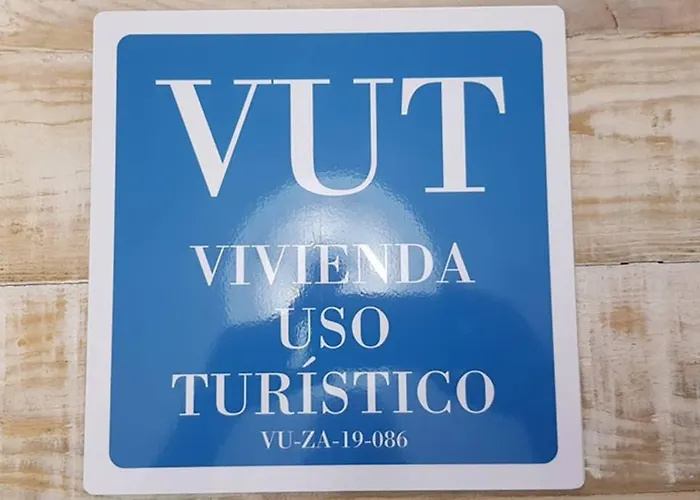 VUT
VIVIENDA
USO
TURÍSTICO
VU-ZA-19-086